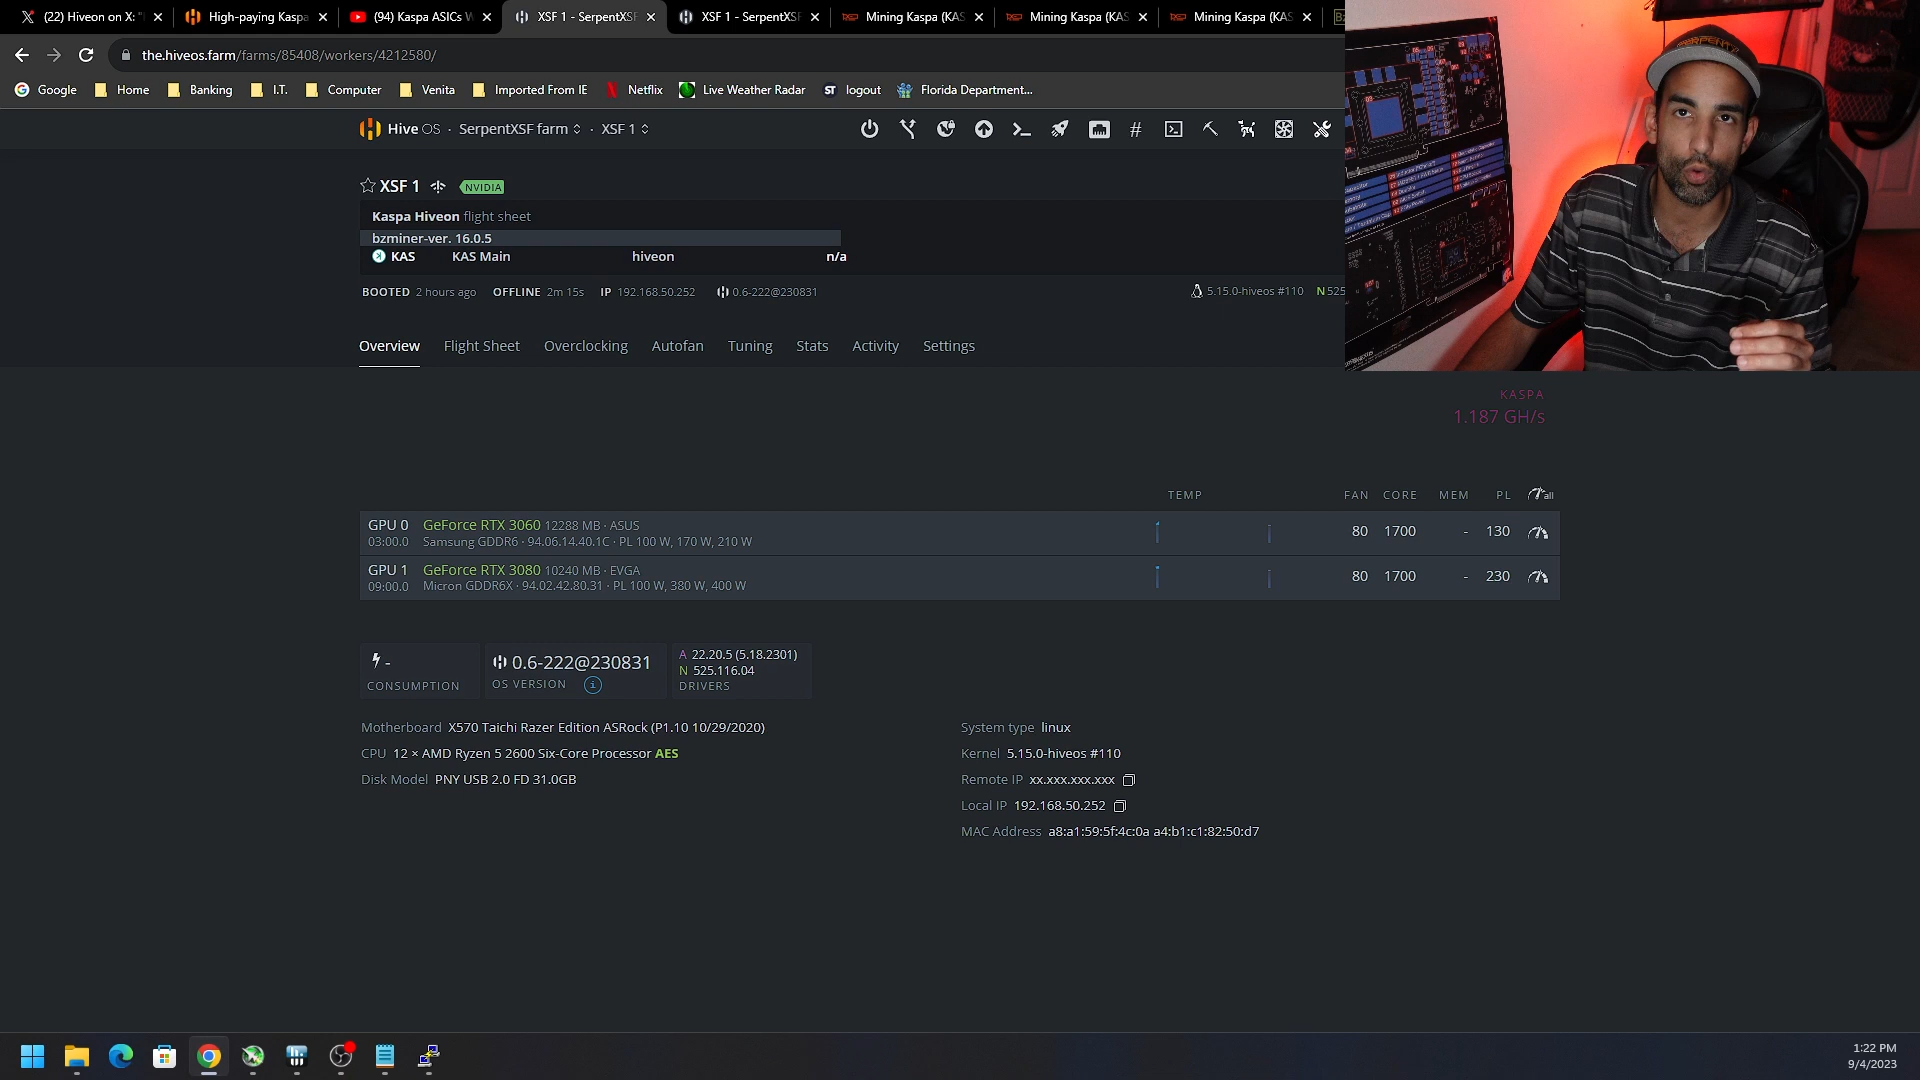 (22) Hiveon on X: "
High-paying Kaspa
(94) Kaspa ASICs W
XSF 1 - SerpentXSF
XSF 1 - SerpentXSF
Mining Kaspa (KAS
Mining Kaspa (KAS
Mining Kaspa (KAS
the.hiveos.farm/farms/85408/workers/4212580/
Google Home Banking I.T. Computer Venita Imported From IE Netflix Live Weather Radar ST logout Florida Department...
Hive OS · SerpentXSF farm · XSF 1
XSF 1 NVIDIA
Kaspa Hiveon flight sheet
bzminer-ver. 16.0.5
KAS KAS Main hiveon n/a
BOOTED 2 hours ago OFFLINE 2m 15s IP 192.168.50.252 0.6-222@230831 5.15.0-hiveos #110 N 525
Overview Flight Sheet Overclocking Autofan Tuning Stats Activity Settings
KASPA
1.187 GH/s
TEMP FAN CORE MEM PL all
GPU 0 GeForce RTX 3060 12288 MB · ASUS 80 1700 - 130
03:00.0 Samsung GDDR6 · 94.06.14.40.1C · PL 100 W, 170 W, 210 W
GPU 1 GeForce RTX 3080 10240 MB · EVGA 80 1700 - 230
09:00.0 Micron GDDR6X · 94.02.42.80.31 · PL 100 W, 380 W, 400 W
-
CONSUMPTION
0.6-222@230831
OS VERSION
A 22.20.5 (5.18.2301)
N 525.116.04
DRIVERS
Motherboard X570 Taichi Razer Edition ASRock (P1.10 10/29/2020)
CPU 12 × AMD Ryzen 5 2600 Six-Core Processor AES
Disk Model PNY USB 2.0 FD 31.0GB
System type linux
Kernel 5.15.0-hiveos #110
Remote IP xx.xxx.xxx.xxx
Local IP 192.168.50.252
MAC Address a8:a1:59:5f:4c:0a a4:b1:c1:82:50:d7
1:22 PM
9/4/2023